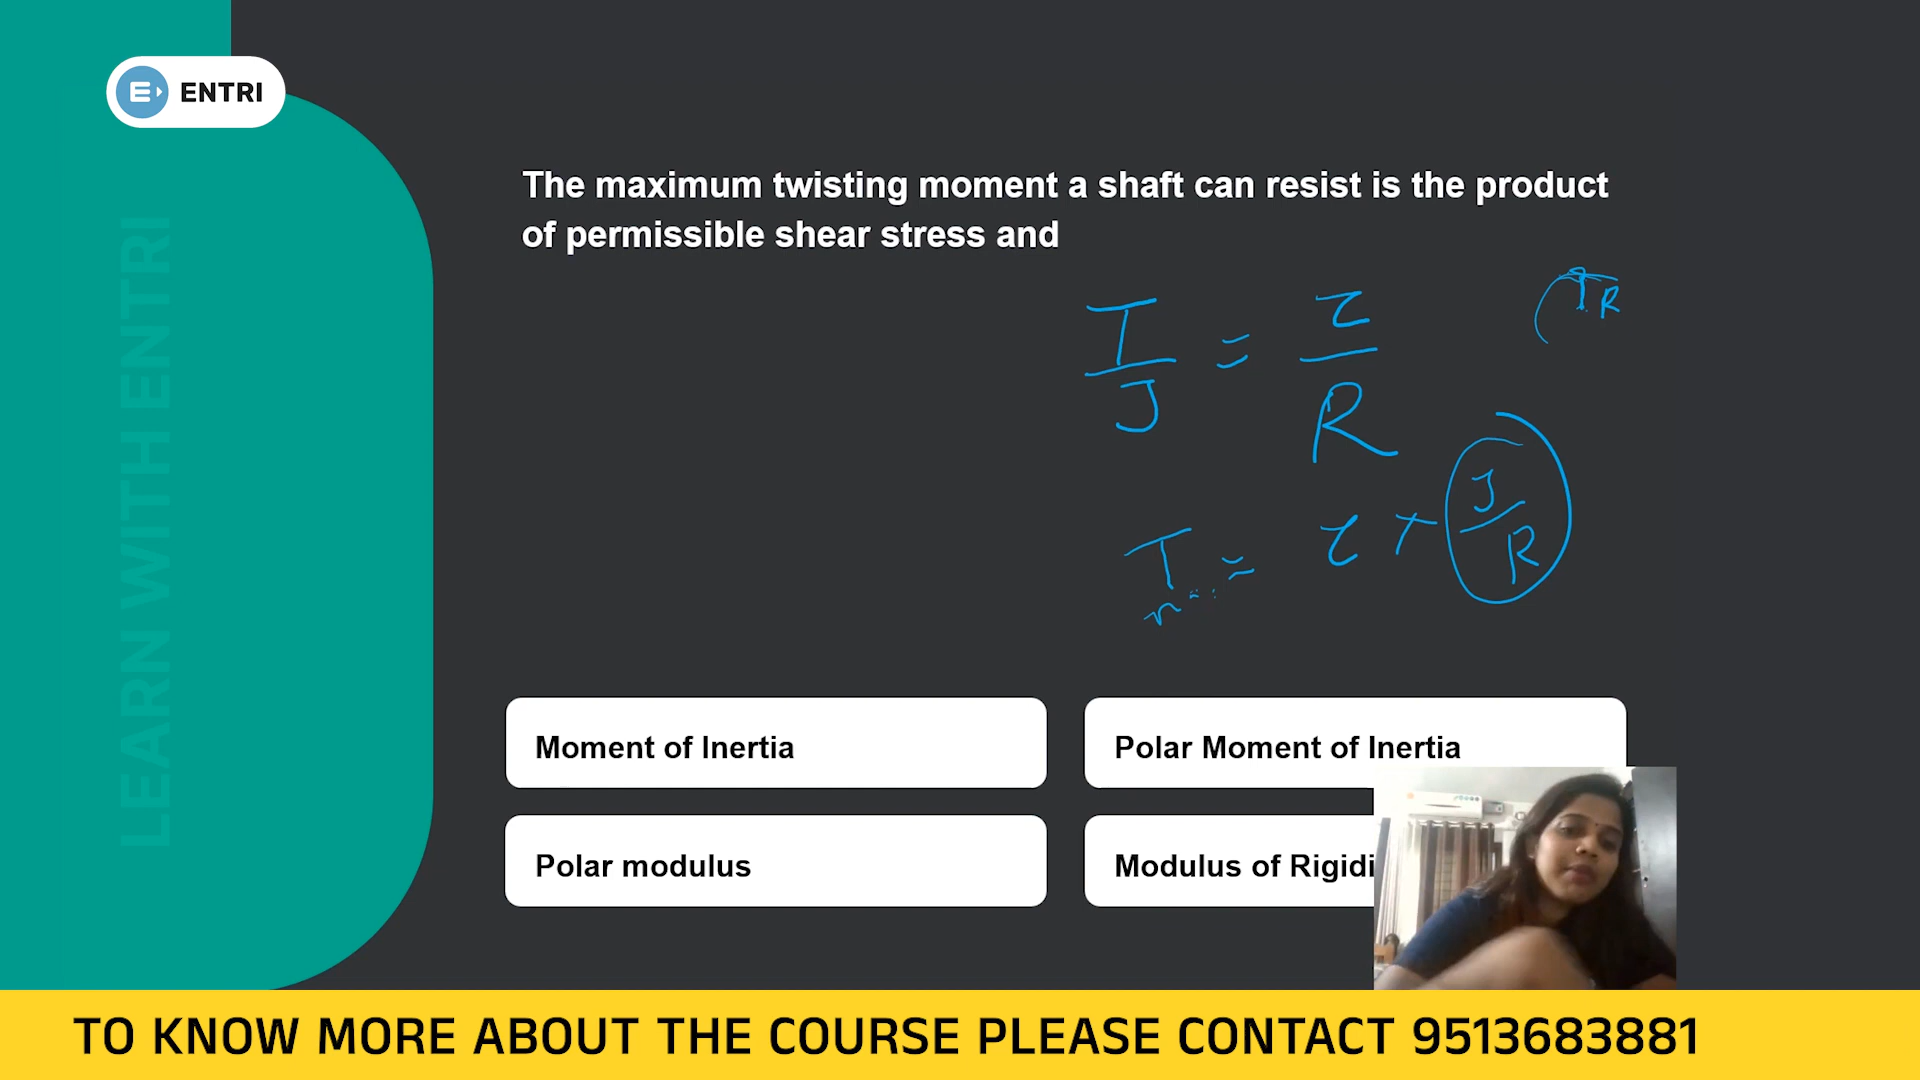 ENTRI
LEARN WITH ENTRI
The maximum twisting moment a shaft can resist is the product
of permissible shear stress and
R
T/J = τ/R
T = τ × J/R
Moment of Inertia
Polar Moment of Inertia
Polar modulus
Modulus of Rigidi
TO KNOW MORE ABOUT THE COURSE PLEASE CONTACT 9513683881